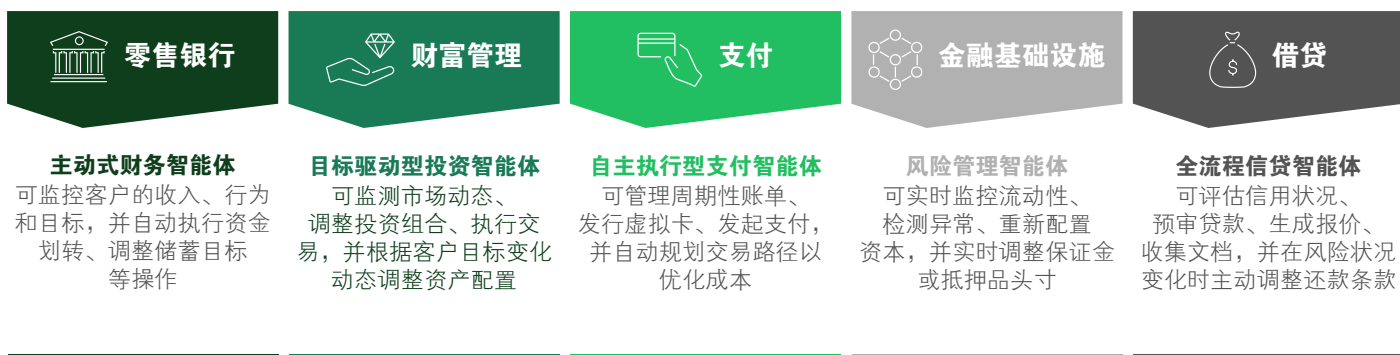 零售银行
主动式财务智能体
可监控客户的收入、行为
和目标，并自动执行资金
划转、调整储蓄目标
等操作
财富管理
目标驱动型投资智能体
可监测市场动态、
调整投资组合、执行交
易，并根据客户目标变化
动态调整资产配置
支付
自主执行型支付智能体
可管理周期性账单、
发行虚拟卡、发起支付，
并自动规划交易路径以
优化成本
金融基础设施
风险管理智能体
可实时监控流动性、
检测异常、重新配置
资本，并实时调整保证金
或抵押品头寸
借贷
$
全流程信贷智能体
可评估信用状况、
预审贷款、生成报价、
收集文档，并在风险状况
变化时主动调整还款条款